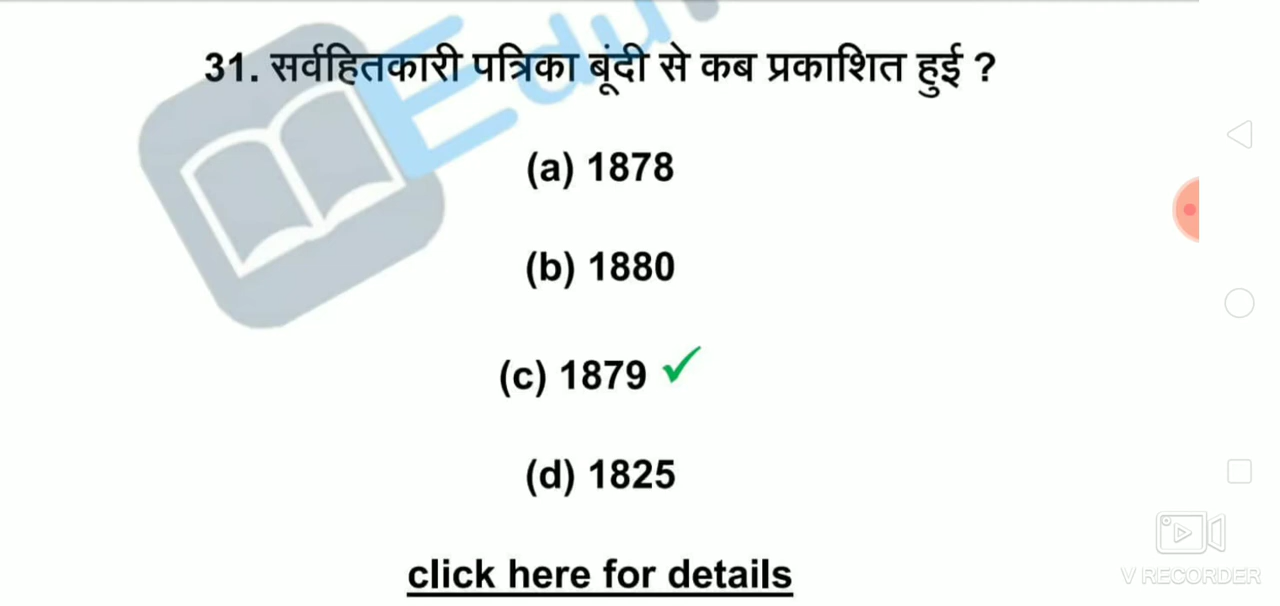 31. सर्वहितकारी पत्रिका बूंदी से कब प्रकाशित हुई ?
(a) 1878
(b) 1880
(c) 1879
(d) 1825
click here for details
V RECORDER